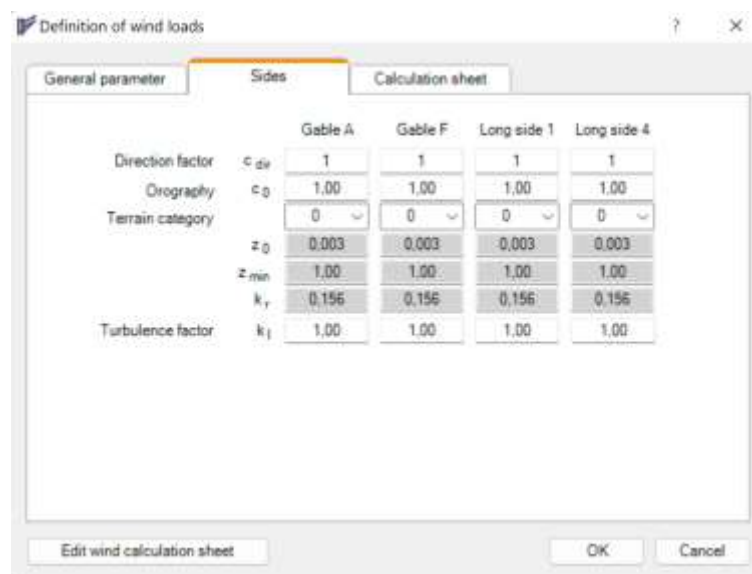 Definition of wind loads ? ×
General parameter Sides Calculation sheet
Gable A Gable F Long side 1 Long side 4
Direction factor c dir 1 1 1 1
Orography c 0 1,00 1,00 1,00 1,00
Terrain category 0 0 0 0
z 0 0,003 0,003 0,003 0,003
z min 1,00 1,00 1,00 1,00
k r 0,156 0,156 0,156 0,156
Turbulence factor k I 1,00 1,00 1,00 1,00
Edit wind calculation sheet OK Cancel